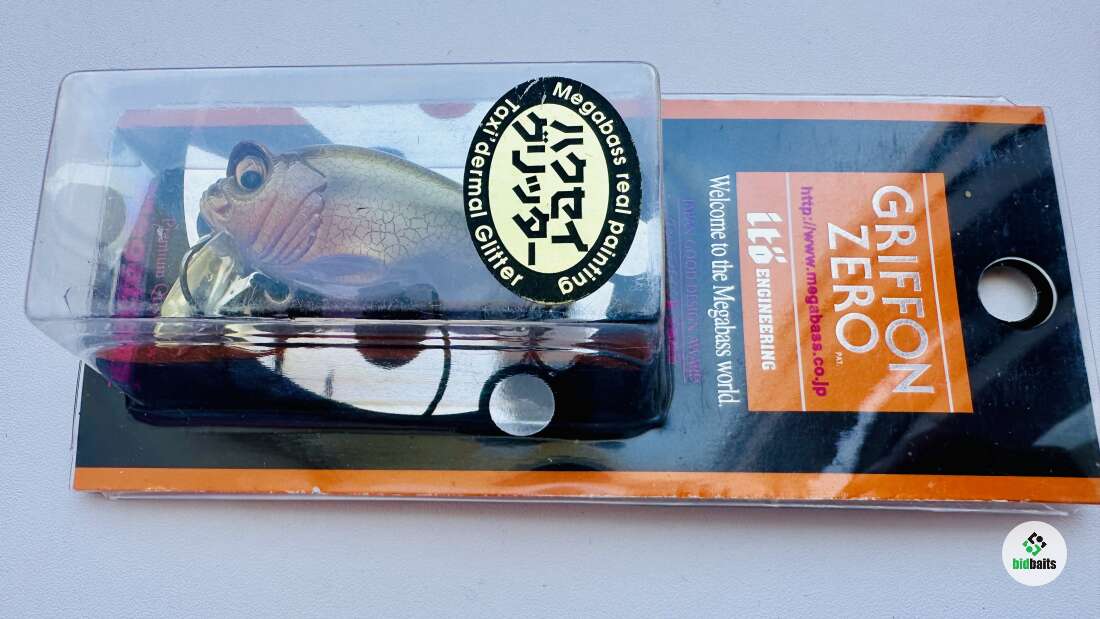 Megabass real painting
ハクセイ
グリッター
Taxi'dermal Glitter
GRIFFON
ZERO
PAT.
http://www.megabass.co.jp
ITO ENGINEERING
Welcome to the Megabass world.
bidbaits